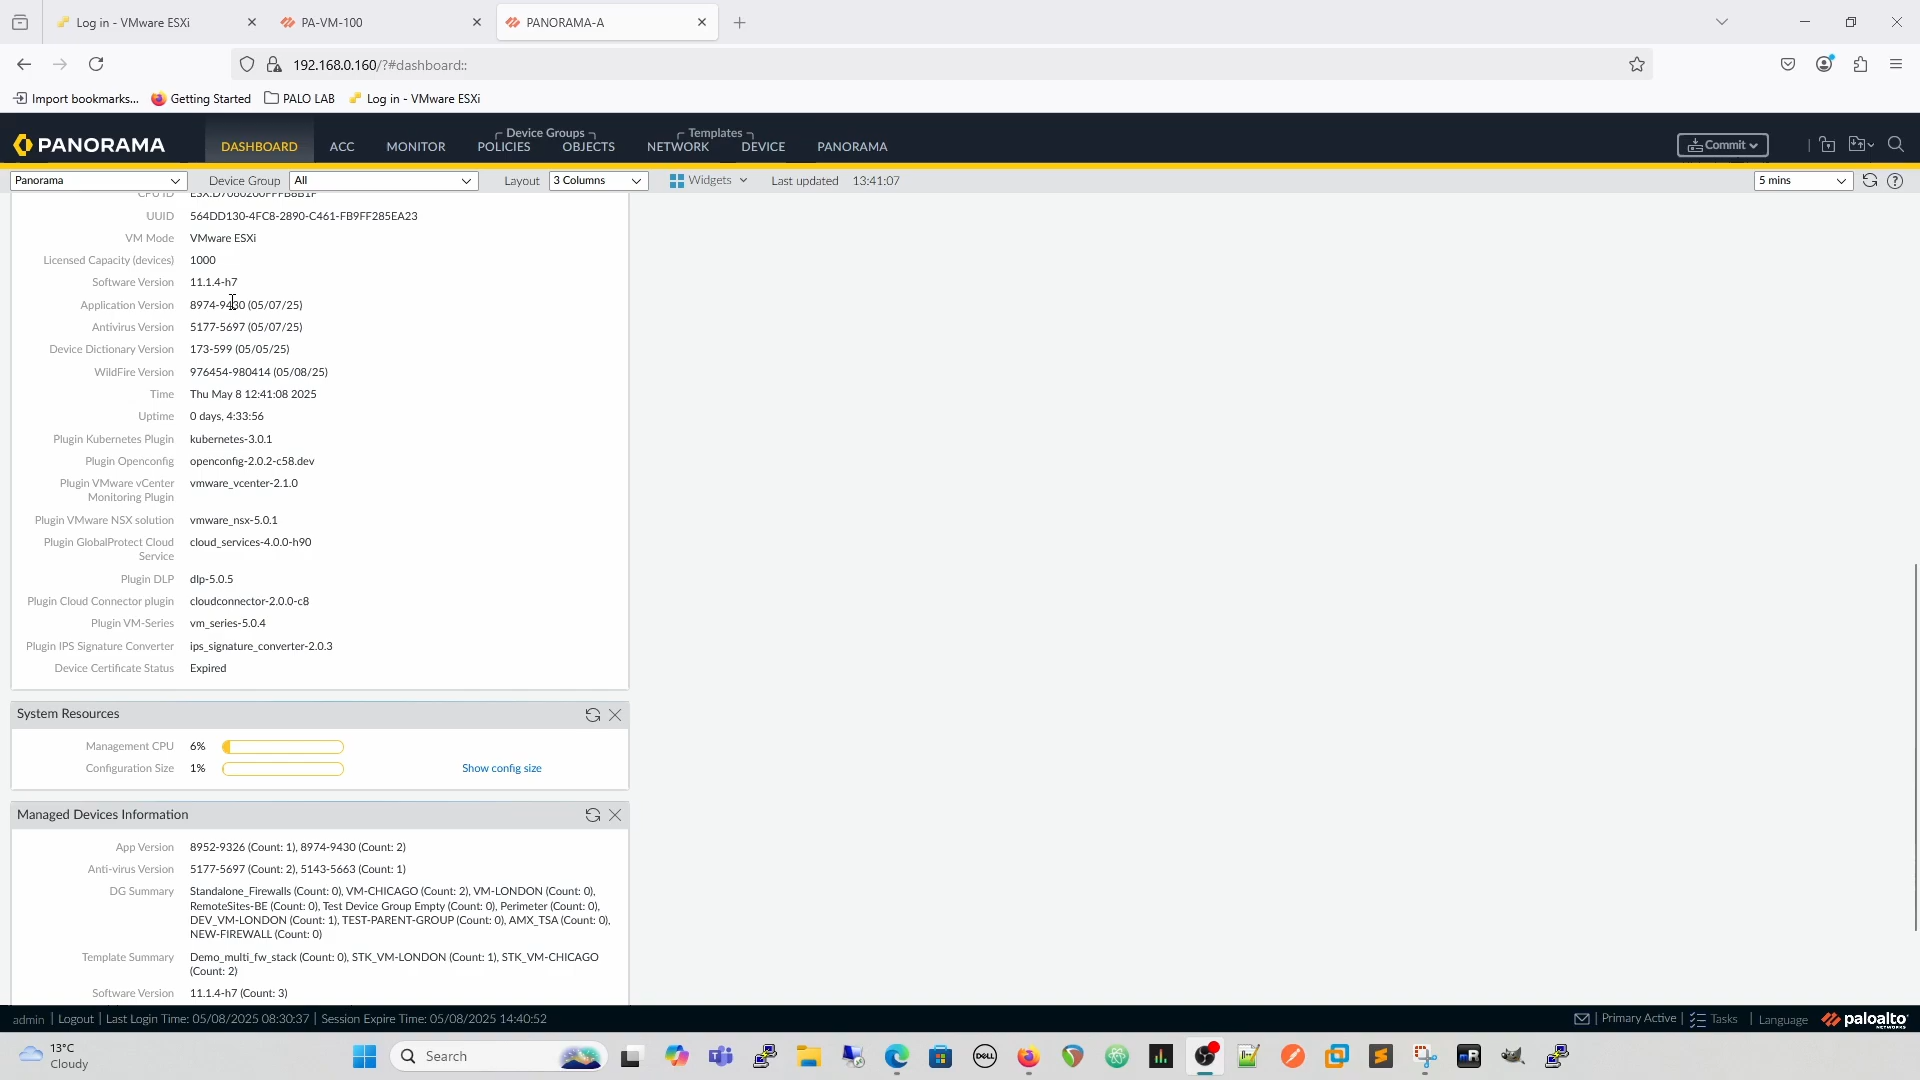 Log in - VMware ESXi
PA-VM-100
PANORAMA-A
192.168.0.160/?#dashboard::
Import bookmarks...
Getting Started
PALO LAB
Log in - VMware ESXi
PANORAMA
DASHBOARD
ACC
MONITOR
Device Groups
POLICIES
OBJECTS
Templates
NETWORK
DEVICE
PANORAMA
Commit
Panorama
Device Group
All
Layout
3 Columns
Widgets
Last updated 13:41:07
5 mins
CPU ID
UUID 564DD130-4FC8-2890-C461-FB9FF285EA23
VM Mode VMware ESXi
Licensed Capacity (devices) 1000
Software Version 11.1.4-h7
Application Version 8974-9430 (05/07/25)
Antivirus Version 5177-5697 (05/07/25)
Device Dictionary Version 173-599 (05/05/25)
WildFire Version 976454-980414 (05/08/25)
Time Thu May 8 12:41:08 2025
Uptime 0 days, 4:33:56
Plugin Kubernetes Plugin kubernetes-3.0.1
Plugin Openconfig openconfig-2.0.2-c58.dev
Plugin VMware vCenter vmware_vcenter-2.1.0
Monitoring Plugin
Plugin VMware NSX solution vmware_nsx-5.0.1
Plugin GlobalProtect Cloud cloud_services-4.0.0-h90
Service
Plugin DLP dlp-5.0.5
Plugin Cloud Connector plugin cloudconnector-2.0.0-c8
Plugin VM-Series vm_series-5.0.4
Plugin IPS Signature Converter ips_signature_converter-2.0.3
Device Certificate Status Expired
System Resources
Management CPU 6%
Configuration Size 1% Show config size
Managed Devices Information
App Version 8952-9326 (Count: 1), 8974-9430 (Count: 2)
Anti-virus Version 5177-5697 (Count: 2), 5143-5663 (Count: 1)
DG Summary Standalone_Firewalls (Count: 0), VM-CHICAGO (Count: 2), VM-LONDON (Count: 0),
RemoteSites-BE (Count: 0), Test Device Group Empty (Count: 0), Perimeter (Count: 0),
DEV_VM-LONDON (Count: 1), TEST-PARENT-GROUP (Count: 0), AMX_TSA (Count: 0),
NEW-FIREWALL (Count: 0)
Template Summary Demo_multi_fw_stack (Count: 0), STK_VM-LONDON (Count: 1), STK_VM-CHICAGO
(Count: 2)
Software Version 11.1.4-h7 (Count: 3)
admin | Logout | Last Login Time: 05/08/2025 08:30:37 | Session Expire Time: 05/08/2025 14:40:52
| Primary Active | Tasks | Language
paloalto
NETWORKS
13°C
Cloudy
Search
DELL